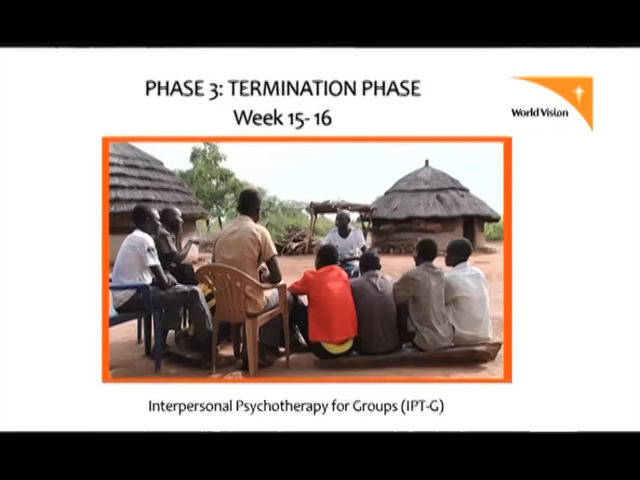 PHASE 3: TERMINATION PHASE
Week 15-16
World Vision
Interpersonal Psychotherapy for Groups (IPT-G)